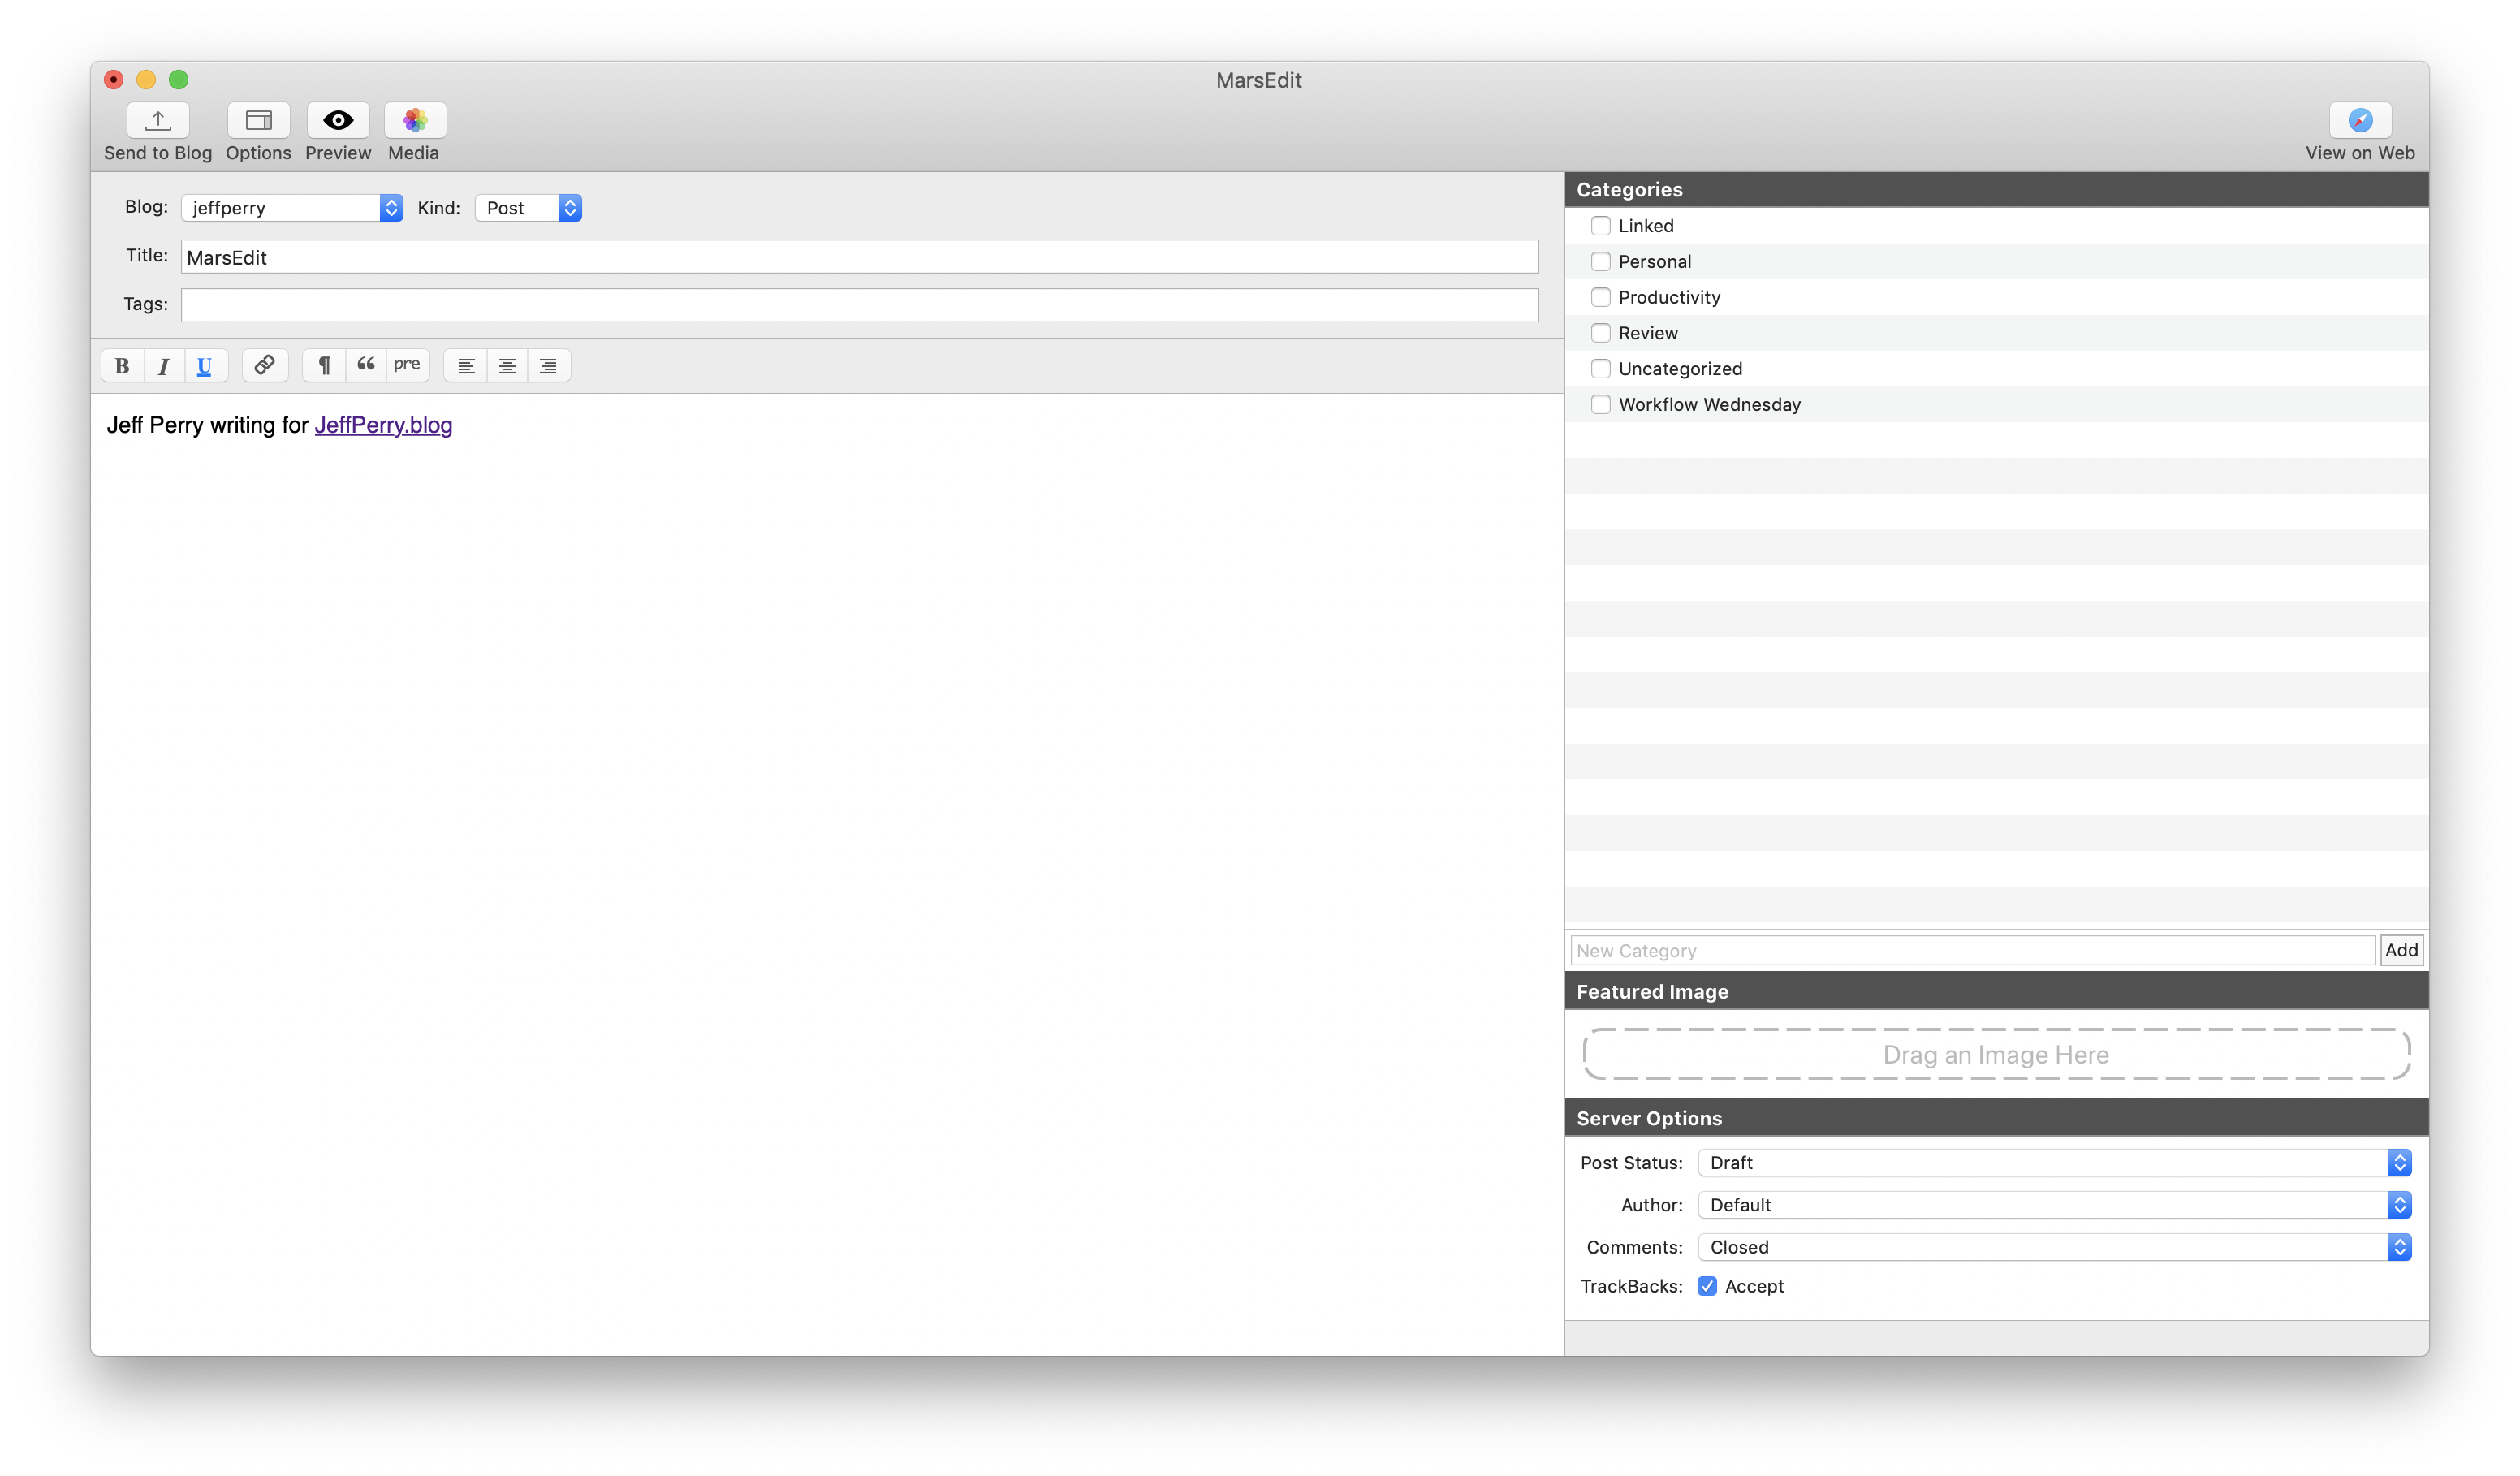 MarsEdit
Send to Blog Options Preview Media View on Web
Blog: jeffperry Kind: Post
Title: MarsEdit
Tags:
B I U ¶ “ pre
Jeff Perry writing for JeffPerry.blog
Categories
Linked
Personal
Productivity
Review
Uncategorized
Workflow Wednesday
New Category Add
Featured Image
Drag an Image Here
Server Options
Post Status: Draft
Author: Default
Comments: Closed
TrackBacks: Accept